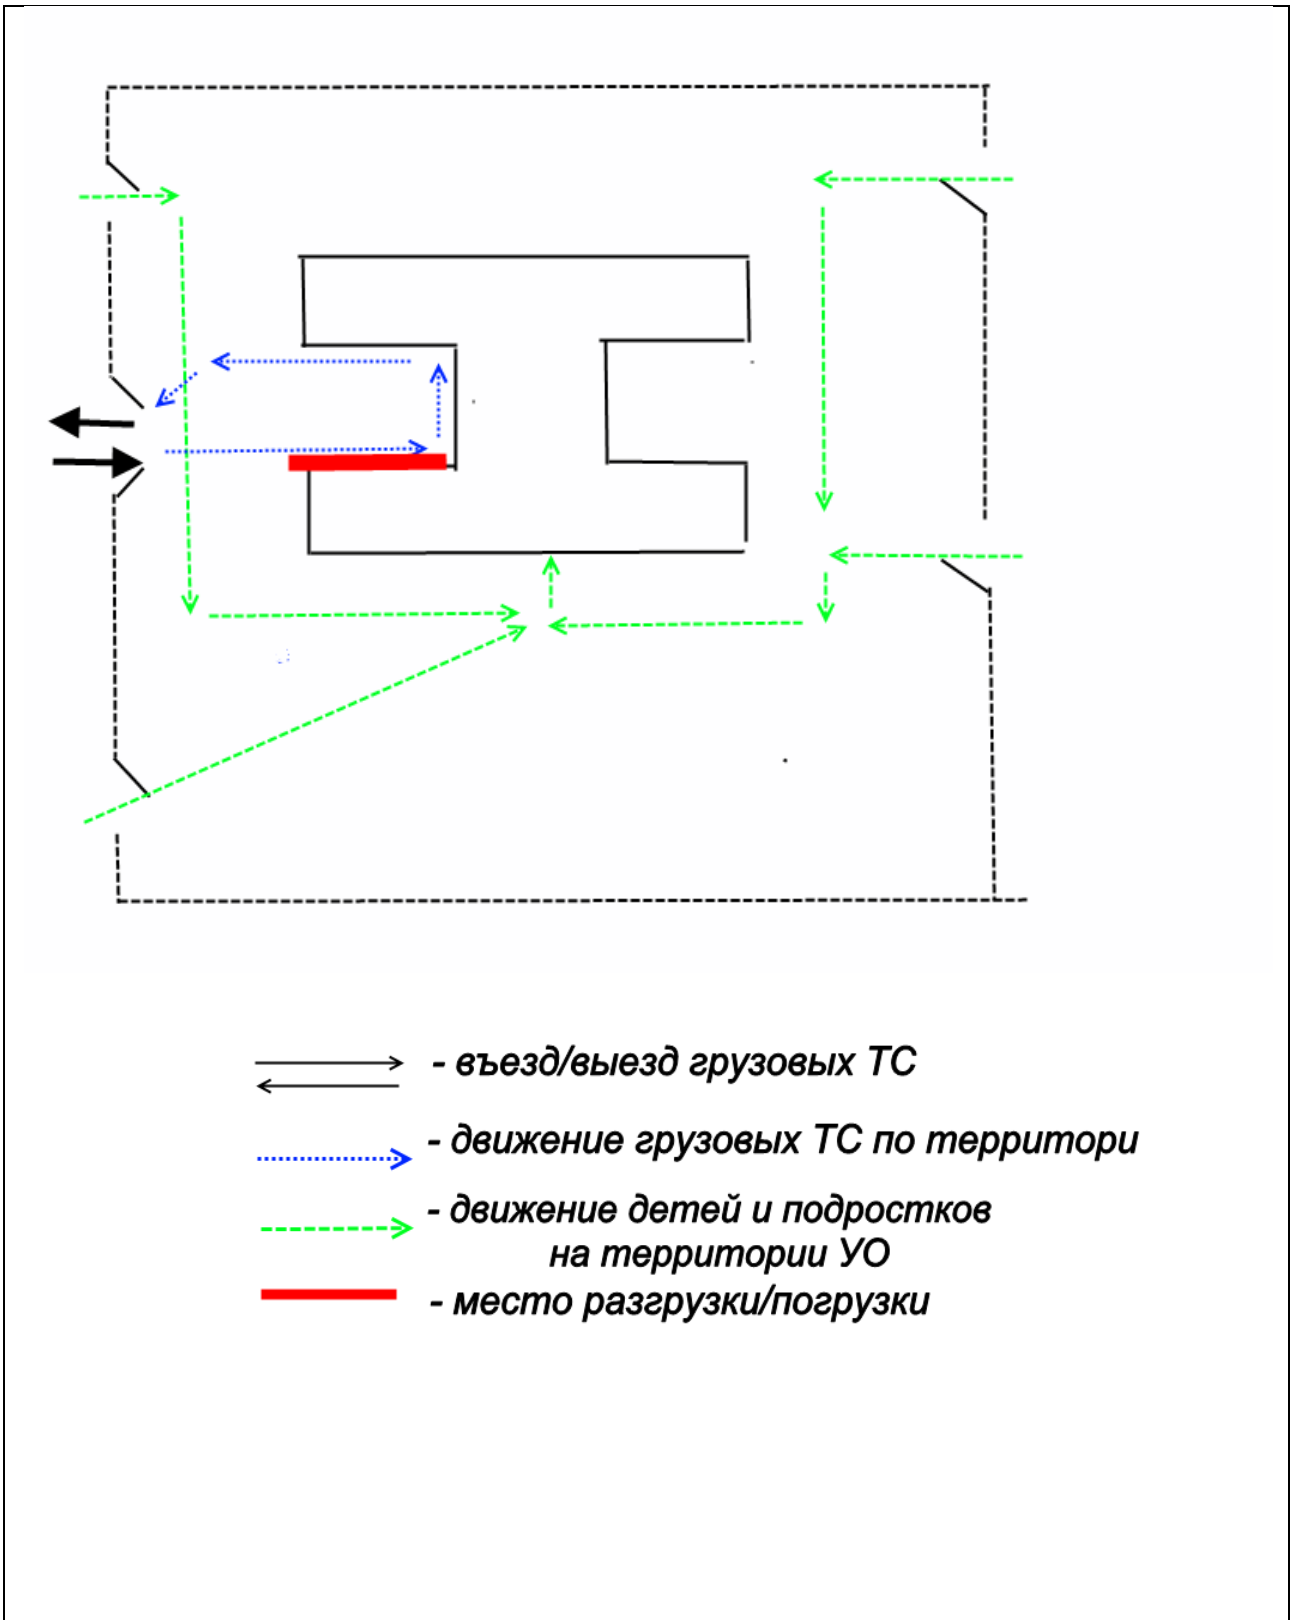 - въезд/выезд грузовых ТС
- движение грузовых ТС по территори
- движение детей и подростков
на территории УО
- место разгрузки/погрузки